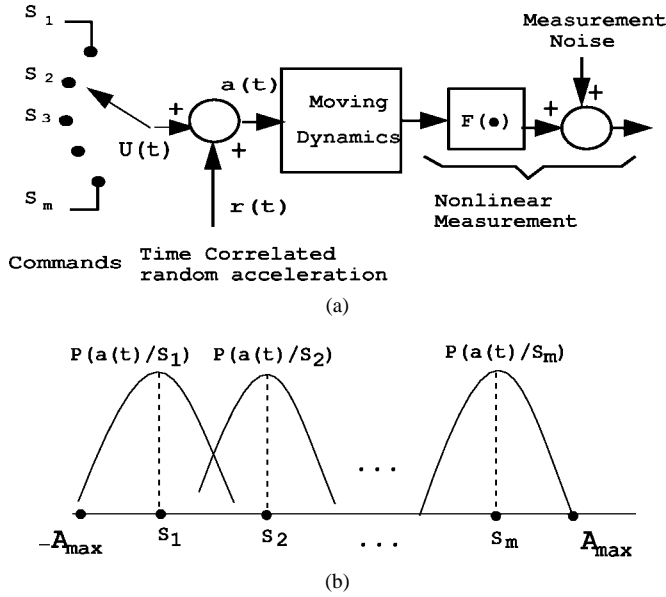 S1
S2
S3
Sm
U(t)
Commands
+
+
a(t)
r(t)
Time Correlated
random acceleration
Moving
Dynamics
F(●)
Measurement
Noise
+
+
Nonlinear
Measurement
(a)
P(a(t)/S1)
P(a(t)/S2)
P(a(t)/Sm)
...
-Amax
S1
S2
...
Sm
Amax
(b)